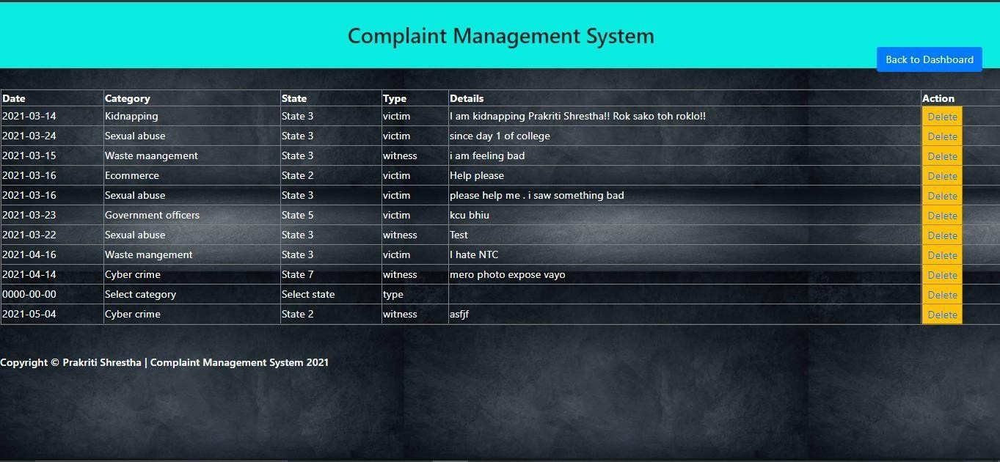 Complaint Management System
Back to Dashboard
Date Category State Type Details Action
2021-03-14 Kidnapping State 3 victim I am kidnapping Prakriti Shrestha!! Rok sako toh roklo!! Delete
2021-03-24 Sexual abuse State 3 victim since day 1 of college Delete
2021-03-15 Waste maangement State 3 witness i am feeling bad Delete
2021-03-16 Ecommerce State 2 victim Help please Delete
2021-03-16 Sexual abuse State 3 victim please help me . i saw something bad Delete
2021-03-23 Government officers State 5 victim kcu bhiu Delete
2021-03-22 Sexual abuse State 3 witness Test Delete
2021-04-16 Waste mangement State 3 victim I hate NTC Delete
2021-04-14 Cyber crime State 7 witness mero photo expose vayo Delete
0000-00-00 Select category Select state type Delete
2021-05-04 Cyber crime State 2 witness asfjf Delete
Copyright © Prakriti Shrestha | Complaint Management System 2021